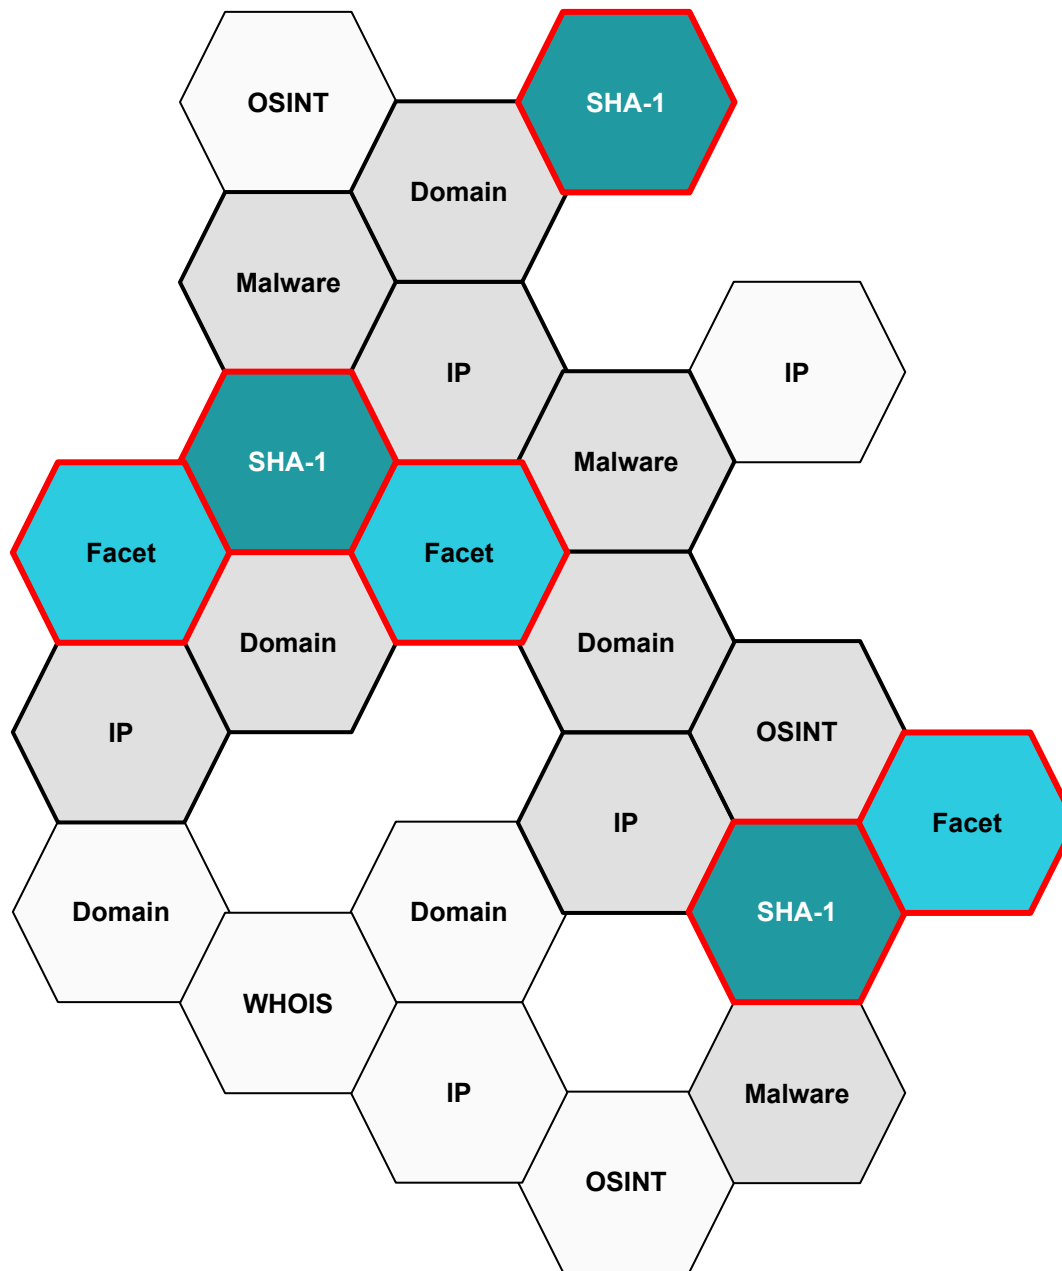 OSINT
SHA-1
Domain
Malware
IP
IP
SHA-1
Malware
Facet
Facet
Domain
Domain
IP
OSINT
IP
Facet
Domain
Domain
SHA-1
WHOIS
IP
Malware
OSINT